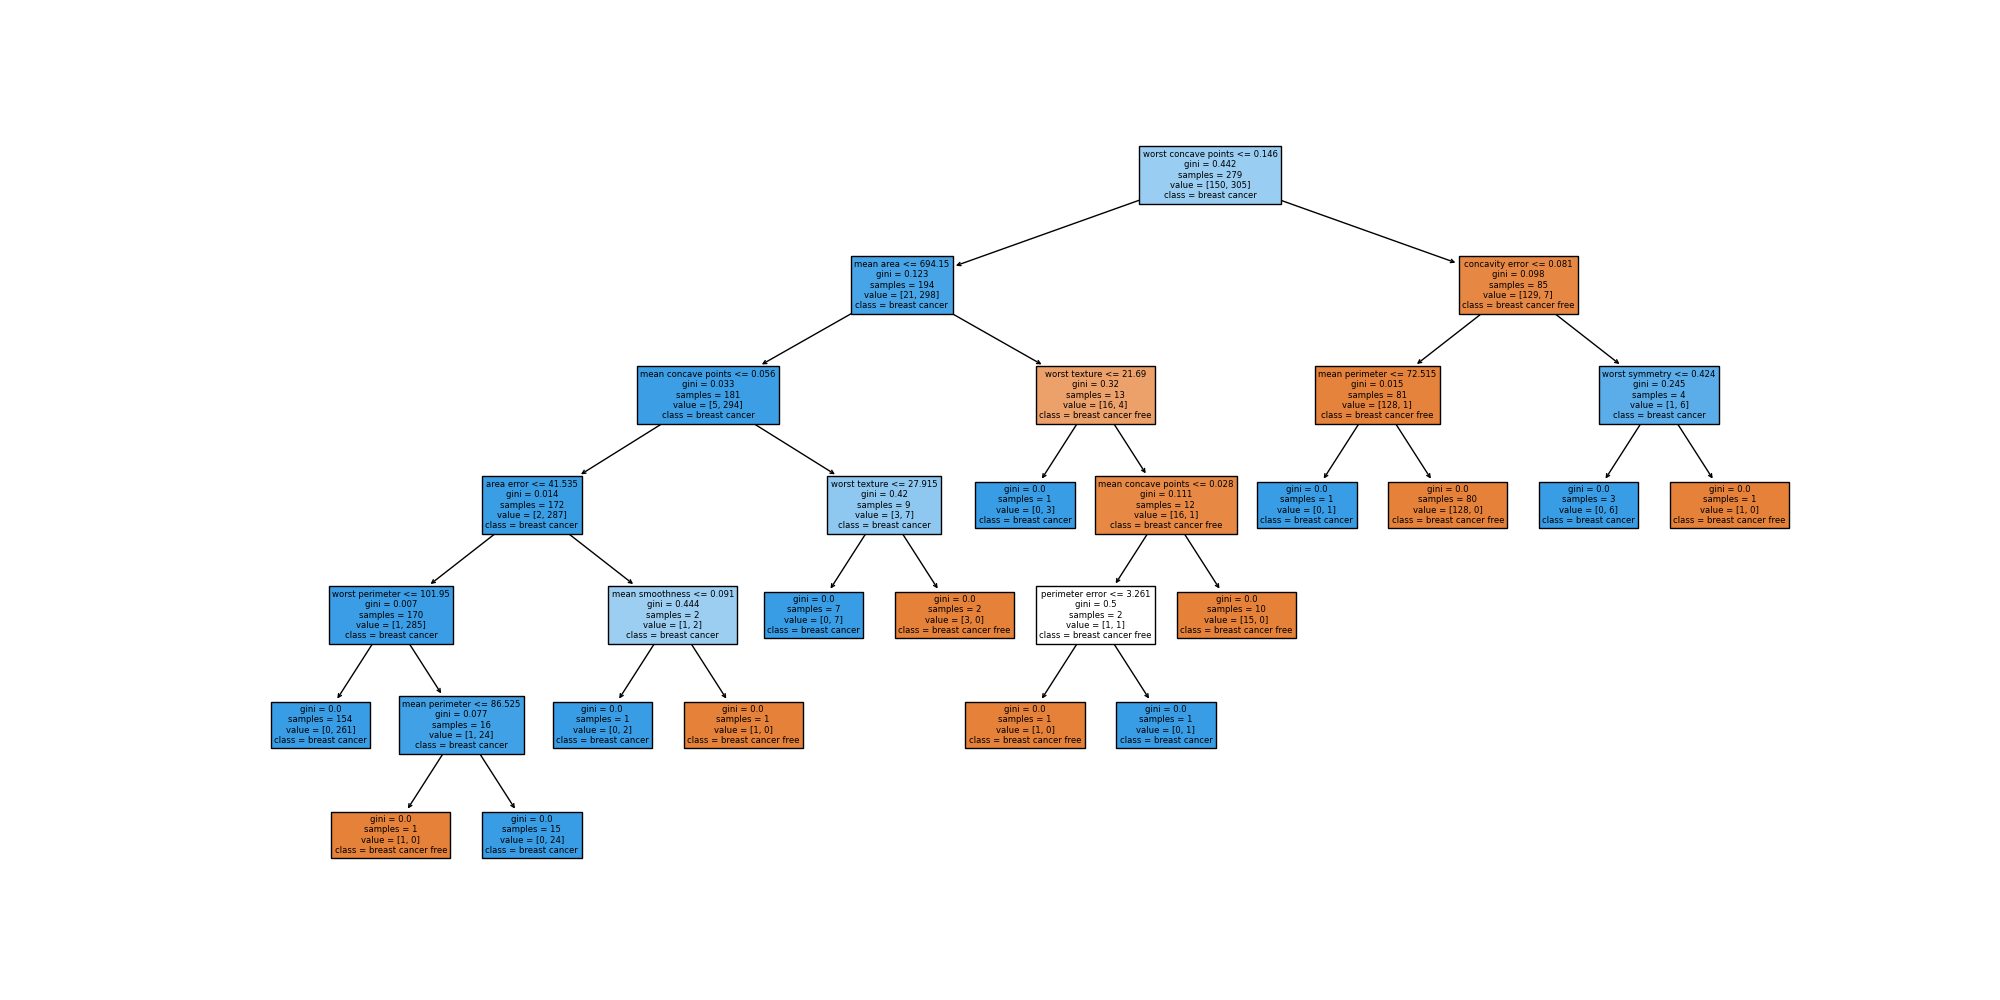 worst concave points <= 0.146
gini = 0.442
samples = 279
value = [150, 305]
class = breast cancer
mean area <= 694.15
gini = 0.123
samples = 194
value = [21, 298]
class = breast cancer
concavity error <= 0.081
gini = 0.098
samples = 85
value = [129, 7]
class = breast cancer free
mean concave points <= 0.056
gini = 0.033
samples = 181
value = [5, 294]
class = breast cancer
worst texture <= 21.69
gini = 0.32
samples = 13
value = [16, 4]
class = breast cancer free
mean perimeter <= 72.515
gini = 0.015
samples = 81
value = [128, 1]
class = breast cancer free
worst symmetry <= 0.424
gini = 0.245
samples = 4
value = [1, 6]
class = breast cancer
area error <= 41.535
gini = 0.014
samples = 172
value = [2, 287]
class = breast cancer
worst texture <= 27.915
gini = 0.42
samples = 9
value = [3, 7]
class = breast cancer
gini = 0.0
samples = 1
value = [0, 3]
class = breast cancer
mean concave points <= 0.028
gini = 0.111
samples = 12
value = [16, 1]
class = breast cancer free
gini = 0.0
samples = 1
value = [0, 1]
class = breast cancer
gini = 0.0
samples = 80
value = [128, 0]
class = breast cancer free
gini = 0.0
samples = 3
value = [0, 6]
class = breast cancer
gini = 0.0
samples = 1
value = [1, 0]
class = breast cancer free
worst perimeter <= 101.95
gini = 0.007
samples = 170
value = [1, 285]
class = breast cancer
mean smoothness <= 0.091
gini = 0.444
samples = 2
value = [1, 2]
class = breast cancer
gini = 0.0
samples = 7
value = [0, 7]
class = breast cancer
gini = 0.0
samples = 2
value = [3, 0]
class = breast cancer free
perimeter error <= 3.261
gini = 0.5
samples = 2
value = [1, 1]
class = breast cancer free
gini = 0.0
samples = 10
value = [15, 0]
class = breast cancer free
gini = 0.0
samples = 154
value = [0, 261]
class = breast cancer
mean perimeter <= 86.525
gini = 0.077
samples = 16
value = [1, 24]
class = breast cancer
gini = 0.0
samples = 1
value = [0, 2]
class = breast cancer
gini = 0.0
samples = 1
value = [1, 0]
class = breast cancer free
gini = 0.0
samples = 1
value = [1, 0]
class = breast cancer free
gini = 0.0
samples = 1
value = [0, 1]
class = breast cancer
gini = 0.0
samples = 1
value = [1, 0]
class = breast cancer free
gini = 0.0
samples = 15
value = [0, 24]
class = breast cancer